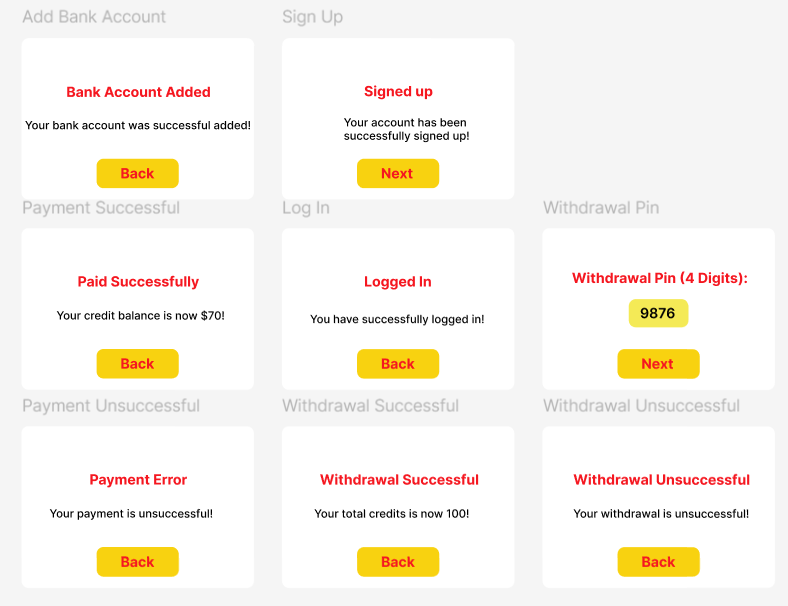 Add Bank Account
Sign Up
Bank Account Added
Your bank account was successful added!
Back
Signed up
Your account has been
successfully signed up!
Next
Payment Successful
Log In
Withdrawal Pin
Paid Successfully
Your credit balance is now $70!
Back
Logged In
You have successfully logged in!
Back
Withdrawal Pin (4 Digits):
9876
Next
Payment Unsuccessful
Withdrawal Successful
Withdrawal Unsuccessful
Payment Error
Your payment is unsuccessful!
Back
Withdrawal Successful
Your total credits is now 100!
Back
Withdrawal Unsuccessful
Your withdrawal is unsuccessful!
Back